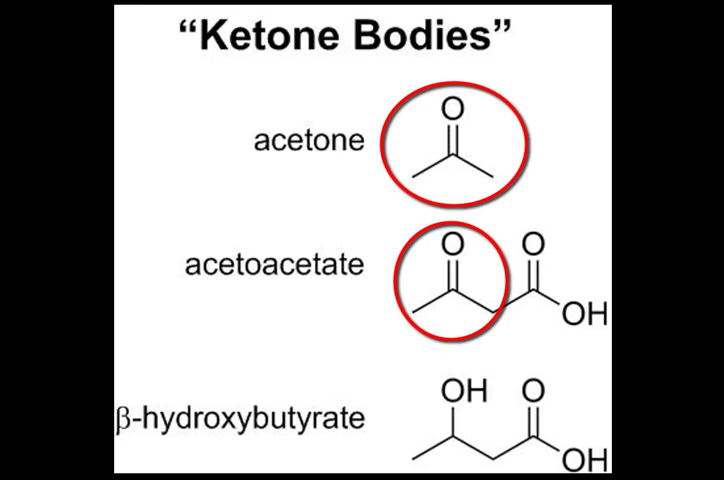 “Ketone Bodies”
O
acetone
O O
acetoacetate
OH
OH O
β-hydroxybutyrate
OH